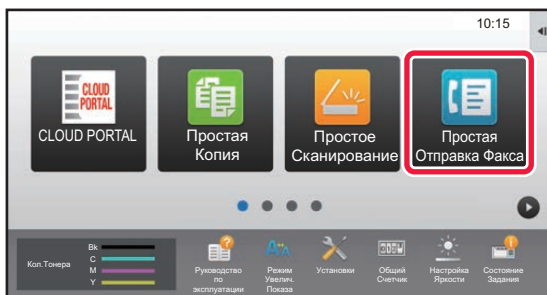 10:15
CLOUD
PORTAL
CLOUD PORTAL
Простая
Копия
Простое
Сканирование
Простая
Отправка Факса
Кол.Тонера
Bk
C
M
Y
Руководство
по
эксплуатации
Режим
Увелич.
Показа
Установки
Общий
Счетчик
Настройка
Яркости
Состояние
Задания